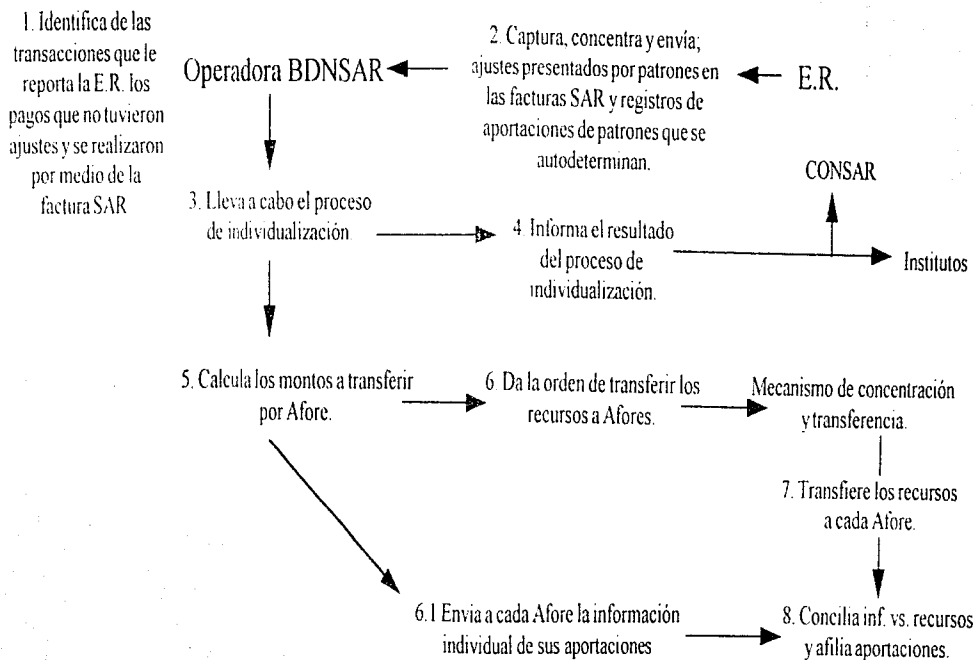 1. Identifica de las
transacciones que le
reporta la E.R. los
pagos que no tuvieron
ajustes y se realizaron
por medio de la
factura SAR
Operadora BDNSAR
2. Captura, concentra y envía;
ajustes presentados por patrones en
las facturas SAR y registros de
aportaciones de patrones que se
autodeterminan.
E.R.
CONSAR
3. Lleva a cabo el proceso
de individualización
4. Informa el resultado
del proceso de
individualización.
Institutos
5. Calcula los montos a transferir
por Afore.
6. Da la orden de transferir los
recursos a Afores.
Mecanismo de concentración
y transferencia.
7. Transfiere los recursos
a cada Afore.
6.1 Envia a cada Afore la información
individual de sus aportaciones
8. Concilia inf. vs. recursos
y afilia aportaciones.